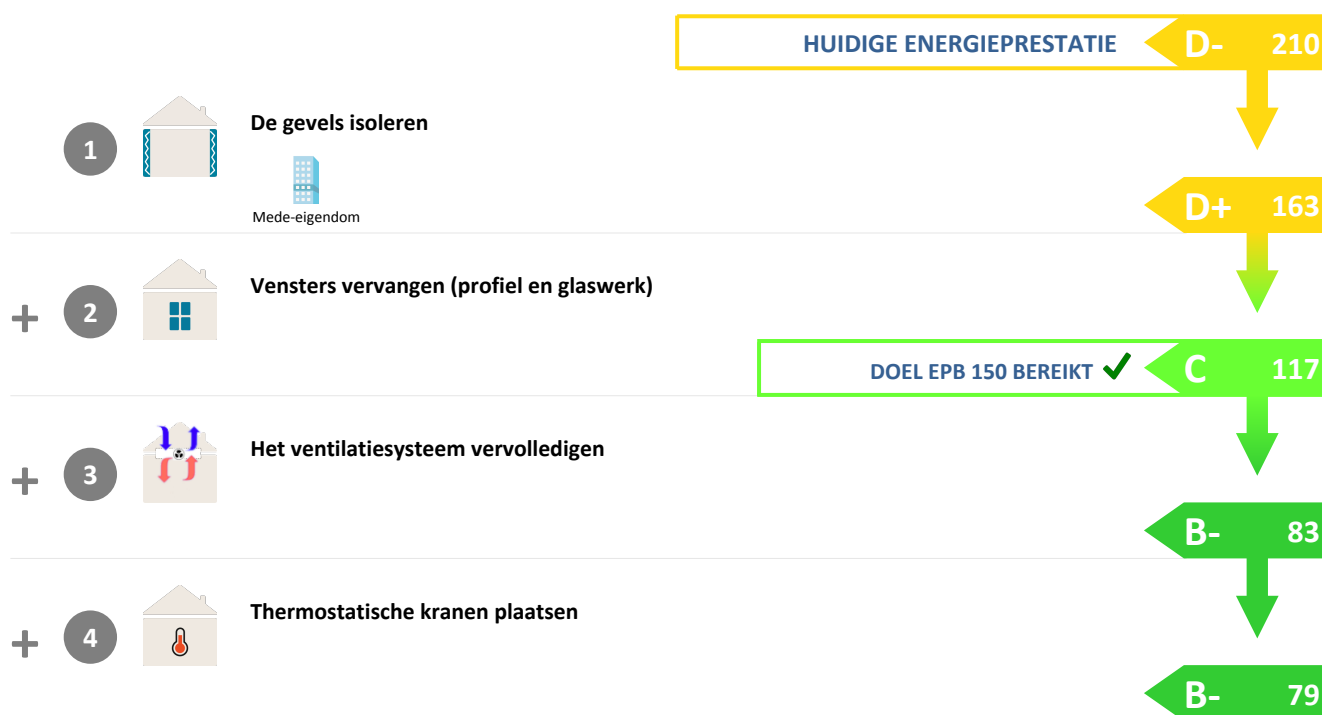 HUIDIGE ENERGIEPRESTATIE D- 210
1 De gevels isoleren
Mede-eigendom
D+ 163
+ 2 Vensters vervangen (profiel en glaswerk)
DOEL EPB 150 BEREIKT ✔ C 117
+ 3 Het ventilatiesysteem vervolledigen
B- 83
+ 4 Thermostatische kranen plaatsen
B- 79